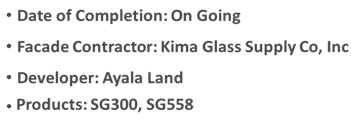 • Date of Completion: On Going
• Facade Contractor: Kima Glass Supply Co, Inc
• Developer: Ayala Land
• Products: SG300, SG558